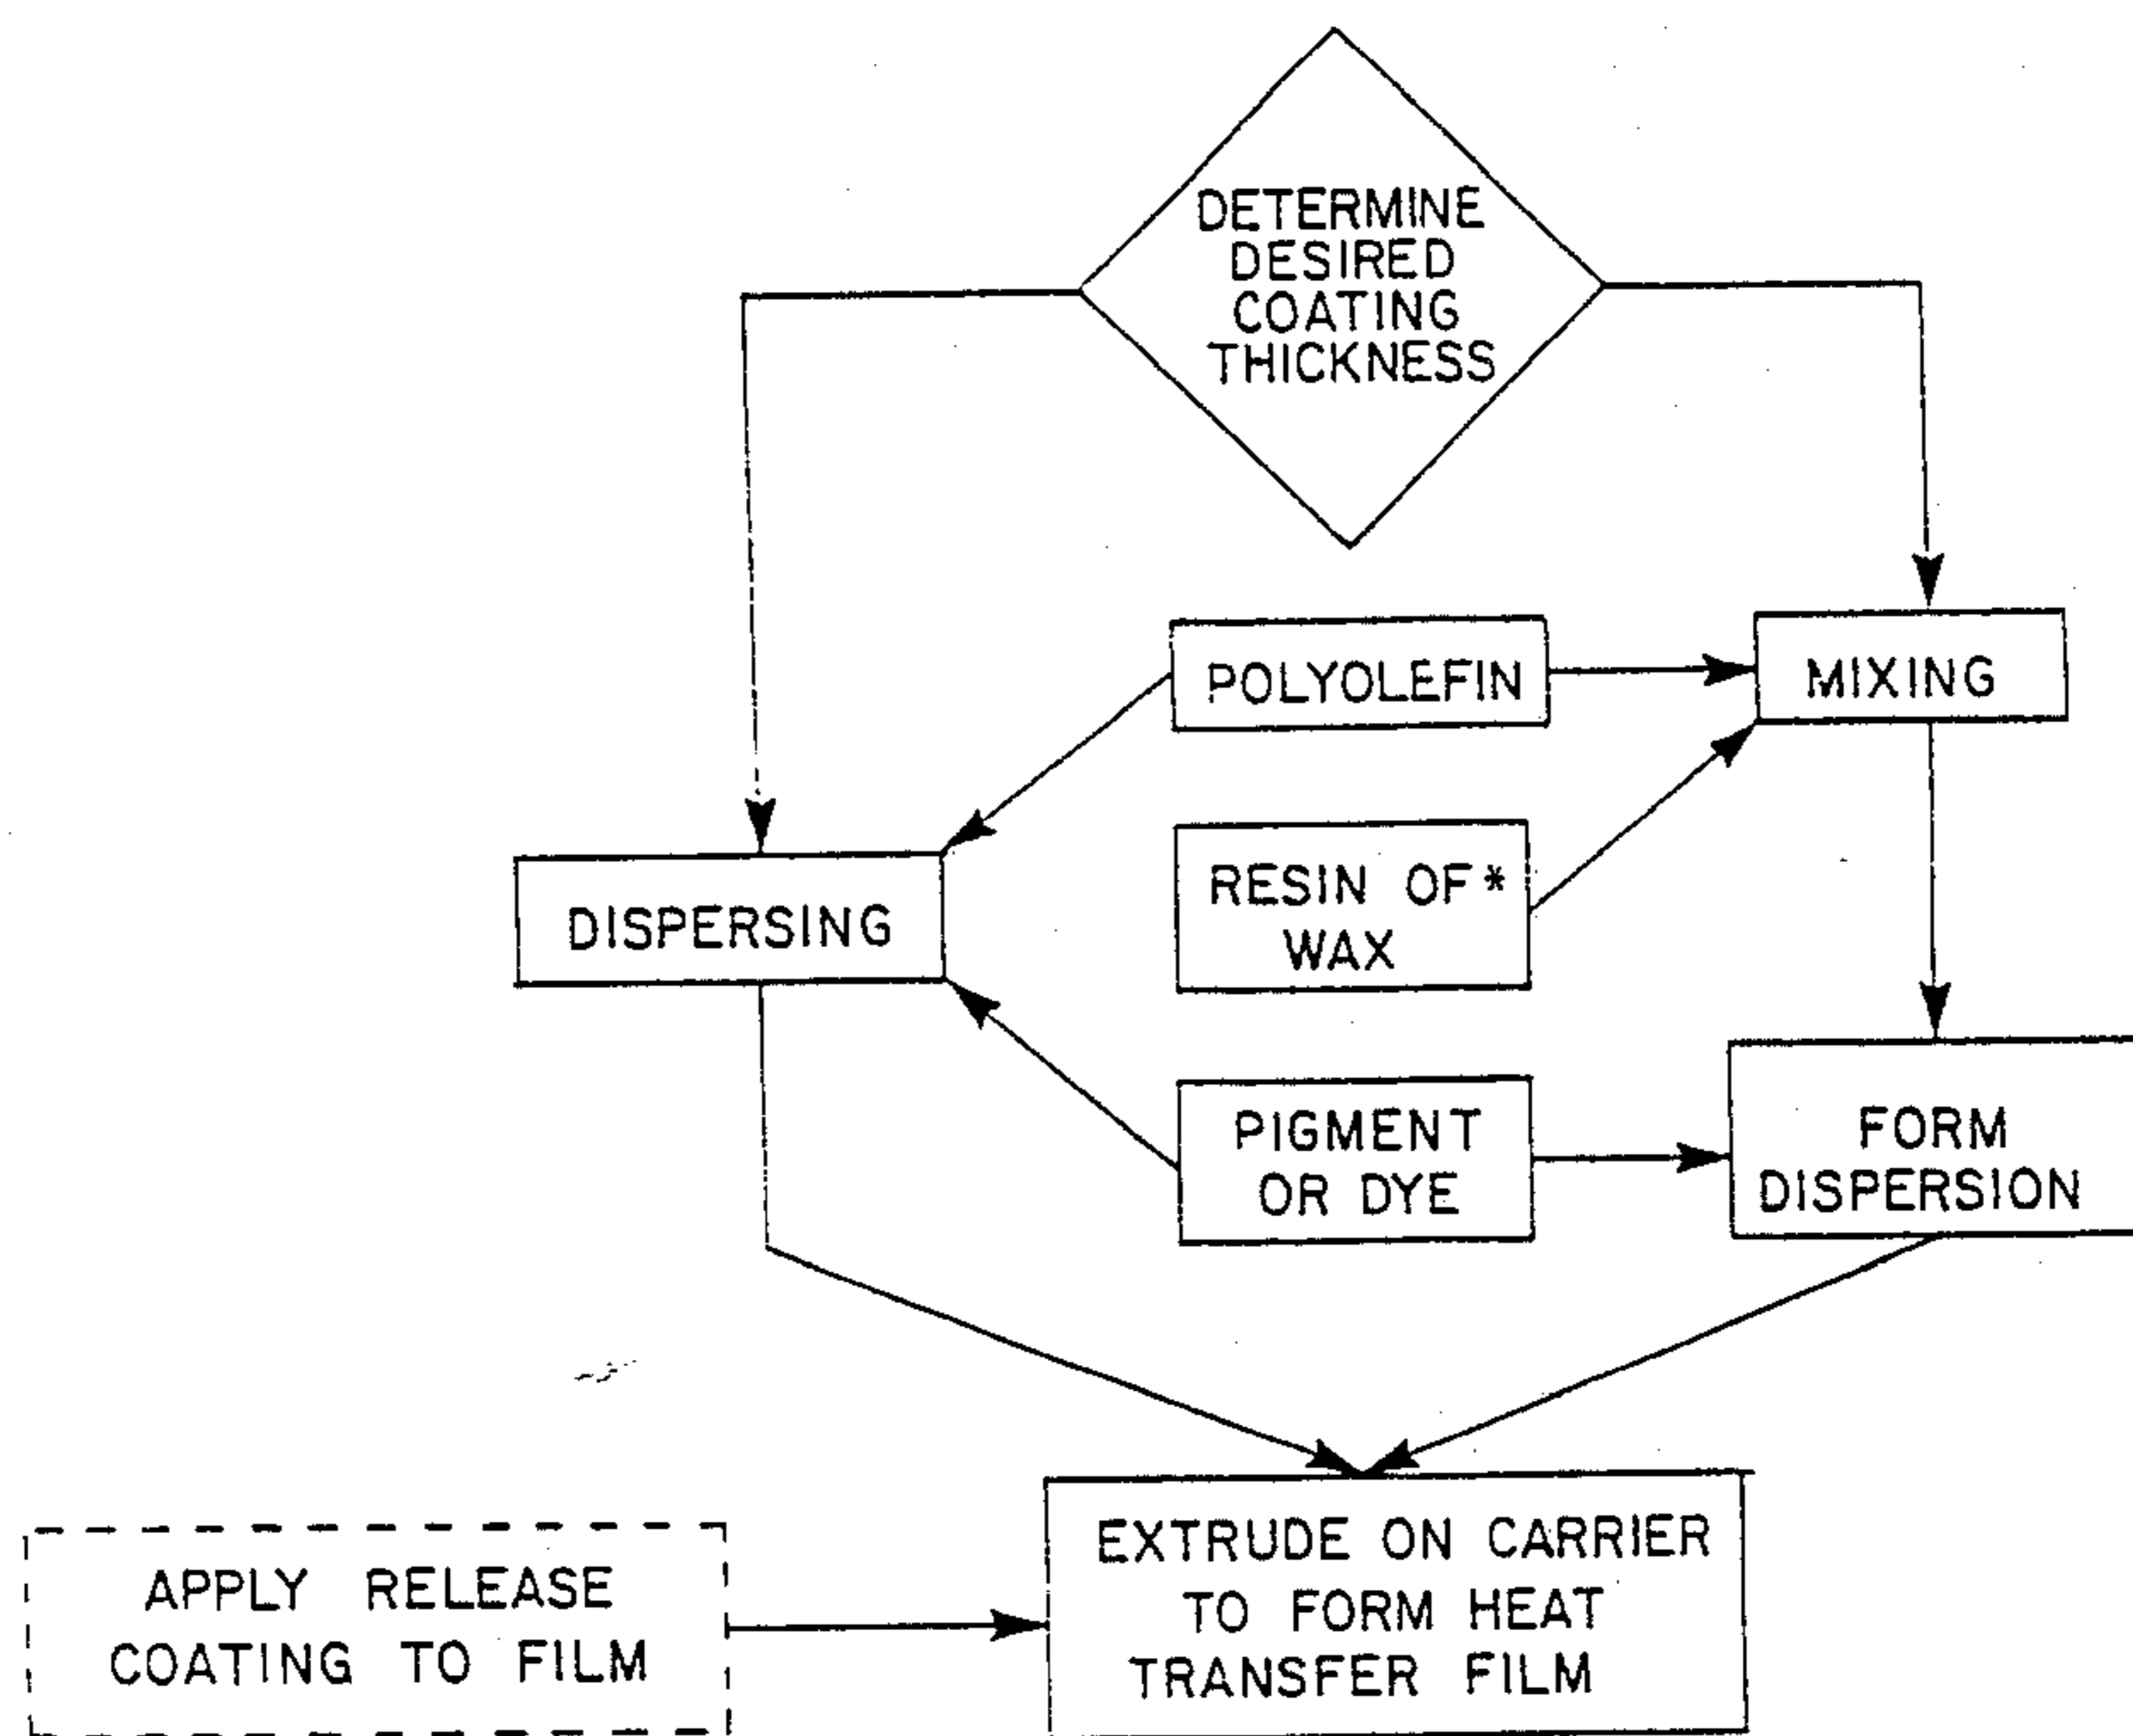 DETERMINE
DESIRED
COATING
THICKNESS
POLYOLEFIN
MIXING
RESIN OF*
WAX
DISPERSING
PIGMENT
OR DYE
FORM
DISPERSION
EXTRUDE ON CARRIER
TO FORM HEAT
TRANSFER FILM
APPLY RELEASE
COATING TO FILM